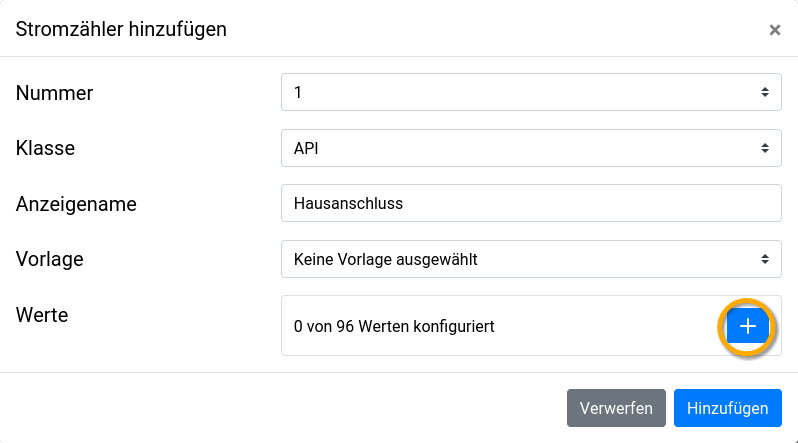 Stromzähler hinzufügen ×
Nummer 1
Klasse API
Anzeigename Hausanschluss
Vorlage Keine Vorlage ausgewählt
Werte 0 von 96 Werten konfiguriert +
Verwerfen Hinzufügen